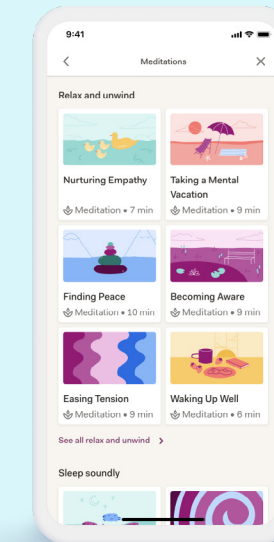 9:41
Meditations
Relax and unwind
Nurturing Empathy
Meditation • 7 min
Taking a Mental
Vacation
Meditation • 9 min
Finding Peace
Meditation • 10 min
Becoming Aware
Meditation • 9 min
Easing Tension
Meditation • 9 min
Waking Up Well
Meditation • 6 min
See all relax and unwind
Sleep soundly